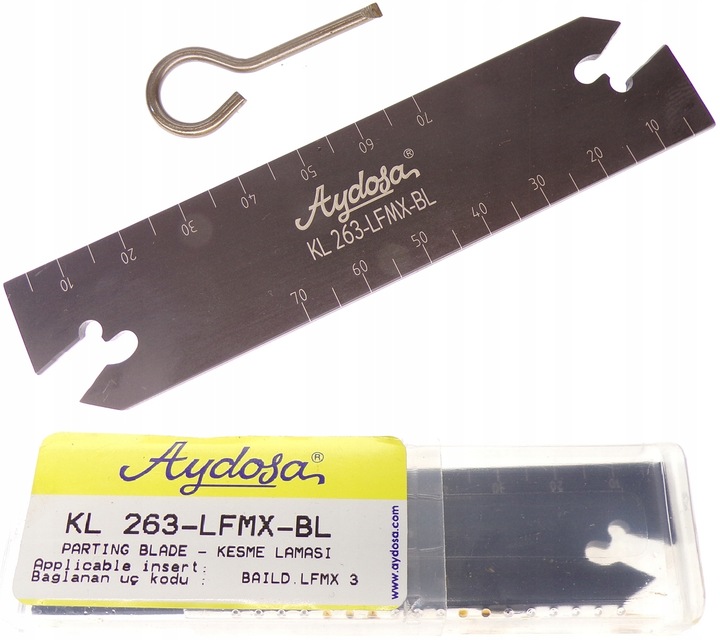 70
60
50
40
30
20
10
Aydosa®
KL 263-LFMX-BL
10
20
30
40
50
60
70
Aydosa®
KL 263-LFMX-BL
PARTING BLADE - KESME LAMASI
Applicable insert:
Bağlanan uç kodu : BAILD.LFMX 3
www.aydosa.com